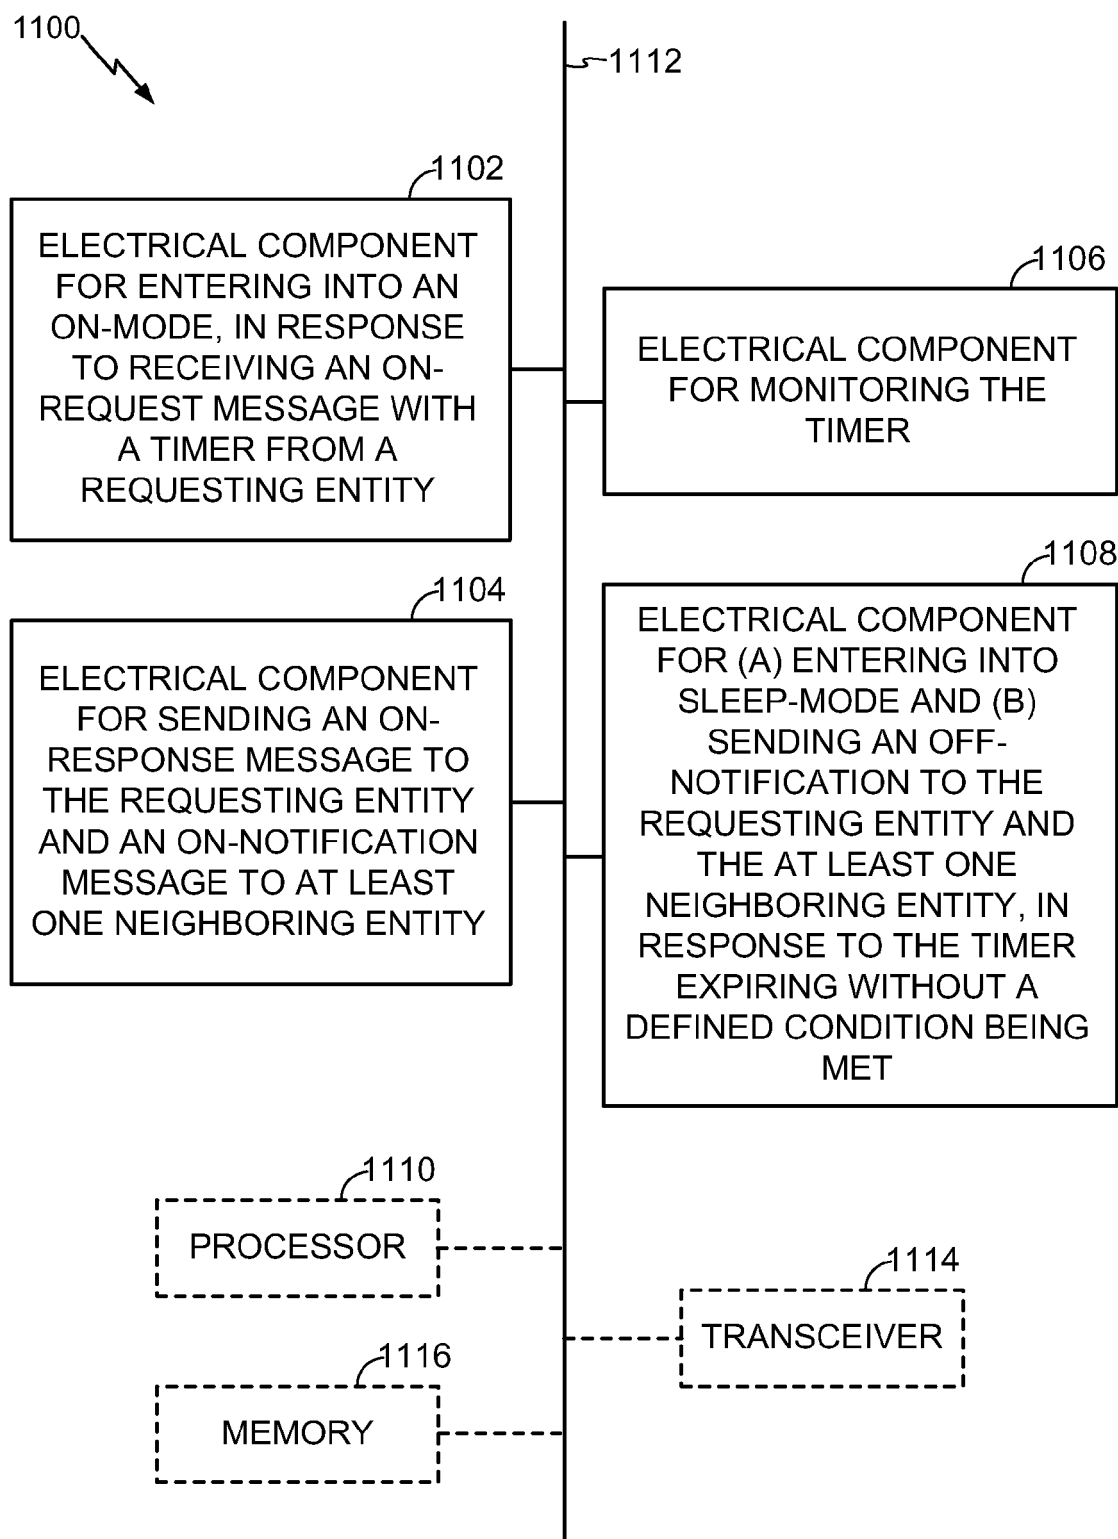 1100
1112
1102
ELECTRICAL COMPONENT
FOR ENTERING INTO AN
ON-MODE, IN RESPONSE
TO RECEIVING AN ON-
REQUEST MESSAGE WITH
A TIMER FROM A
REQUESTING ENTITY
1106
ELECTRICAL COMPONENT
FOR MONITORING THE
TIMER
1104
ELECTRICAL COMPONENT
FOR SENDING AN ON-
RESPONSE MESSAGE TO
THE REQUESTING ENTITY
AND AN ON-NOTIFICATION
MESSAGE TO AT LEAST
ONE NEIGHBORING ENTITY
1108
ELECTRICAL COMPONENT
FOR (A) ENTERING INTO
SLEEP-MODE AND (B)
SENDING AN OFF-
NOTIFICATION TO THE
REQUESTING ENTITY AND
THE AT LEAST ONE
NEIGHBORING ENTITY, IN
RESPONSE TO THE TIMER
EXPIRING WITHOUT A
DEFINED CONDITION BEING
MET
1110
PROCESSOR
1114
TRANSCEIVER
1116
MEMORY